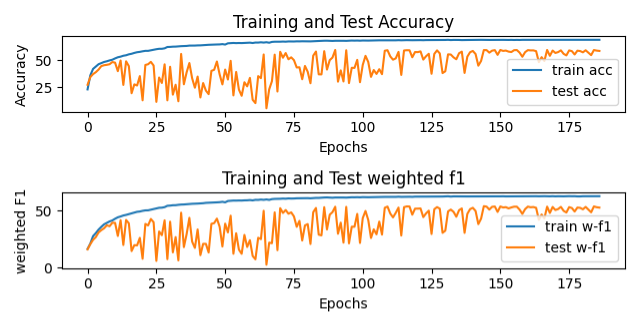 Training and Test Accuracy
Accuracy
50
25
train acc
test acc
0 25 50 75 100 125 150 175
Epochs
Training and Test weighted f1
weighted F1
50
0
train w-f1
test w-f1
0 25 50 75 100 125 150 175
Epochs